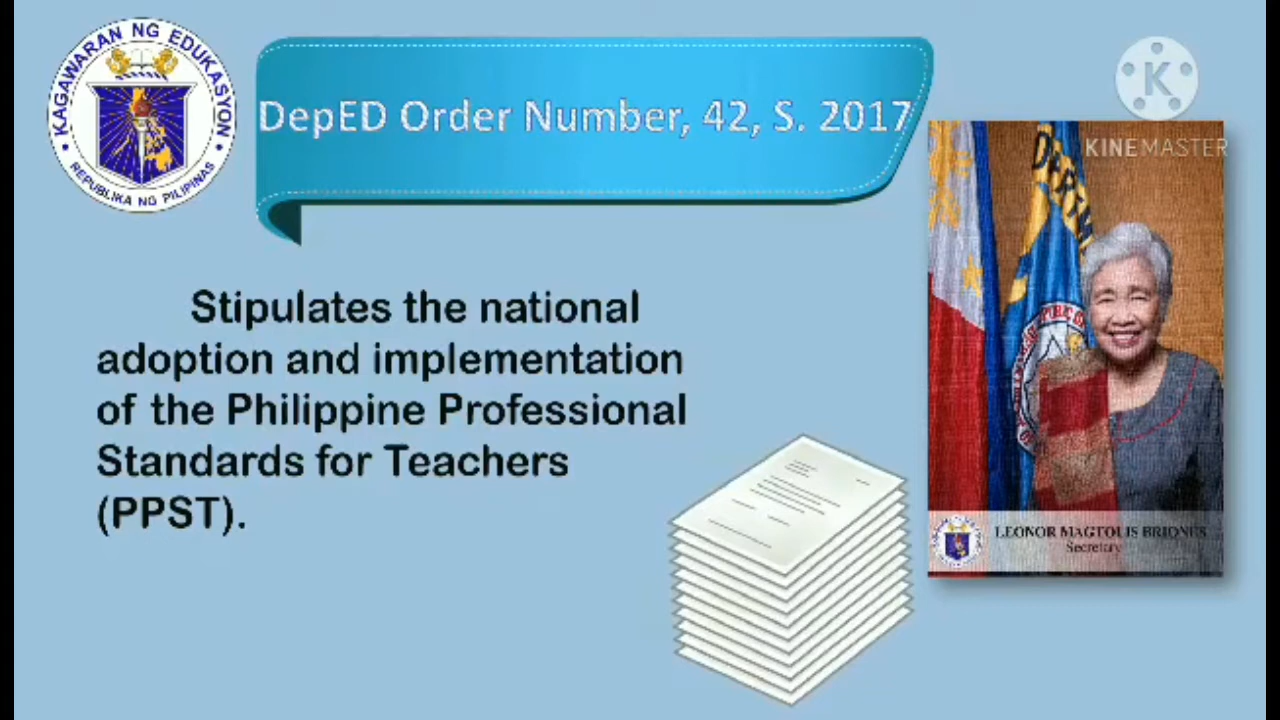 KAGAWARAN NG EDUKASYON
REPUBLIKA NG PILIPINAS
DepED Order Number, 42, S. 2017
K
KINEMASTER
Stipulates the national
adoption and implementation
of the Philippine Professional
Standards for Teachers
(PPST).
LEONOR MAGTOLIS BRIONES
Secretary